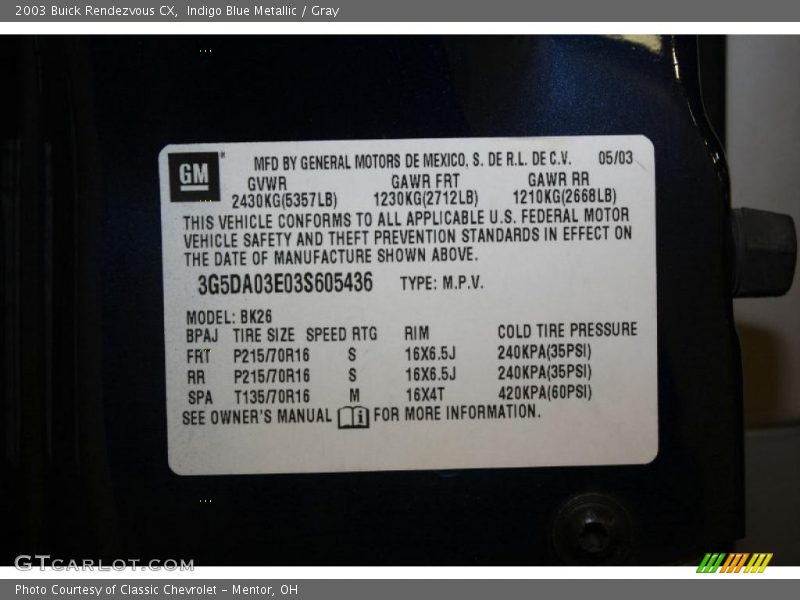 2003 Buick Rendezvous CX, Indigo Blue Metallic / Gray
GM MFD BY GENERAL MOTORS DE MEXICO, S. DE R.L. DE C.V. 05/03
GVWR GAWR FRT GAWR RR
2430KG(5357LB) 1230KG(2712LB) 1210KG(2668LB)
THIS VEHICLE CONFORMS TO ALL APPLICABLE U.S. FEDERAL MOTOR
VEHICLE SAFETY AND THEFT PREVENTION STANDARDS IN EFFECT ON
THE DATE OF MANUFACTURE SHOWN ABOVE.
3G5DA03E03S605436 TYPE: M.P.V.
MODEL: BK26
BPAJ TIRE SIZE SPEED RTG RIM COLD TIRE PRESSURE
FRT P215/70R16 S 16X6.5J 240KPA(35PSI)
RR P215/70R16 S 16X6.5J 240KPA(35PSI)
SPA T135/70R16 M 16X4T 420KPA(60PSI)
SEE OWNER'S MANUAL i FOR MORE INFORMATION.
GTCARLOT.COM
Photo Courtesy of Classic Chevrolet - Mentor, OH